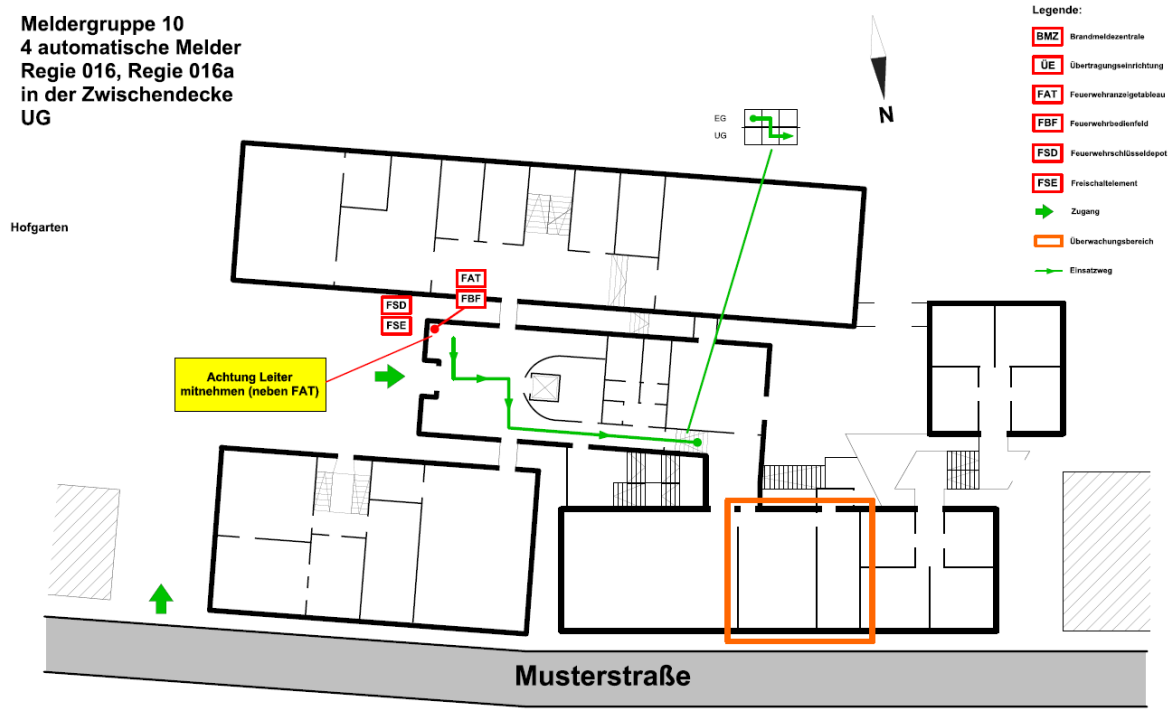 Meldergruppe 10
4 automatische Melder
Regie 016, Regie 016a
in der Zwischendecke
UG
Legende:
BMZ Brandmeldezentrale
ÜE Übertragungseinrichtung
FAT Feuerwehranzeigetableau
FBF Feuerwehrbedienfeld
FSD Feuerwehrschlüsseldepot
FSE Freischaltelement
Zugang
Überwachungsbereich
Einsatzweg
N
EG
UG
Hofgarten
FAT
FBF
FSD
FSE
Achtung Leiter
mitnehmen (neben FAT)
Musterstraße